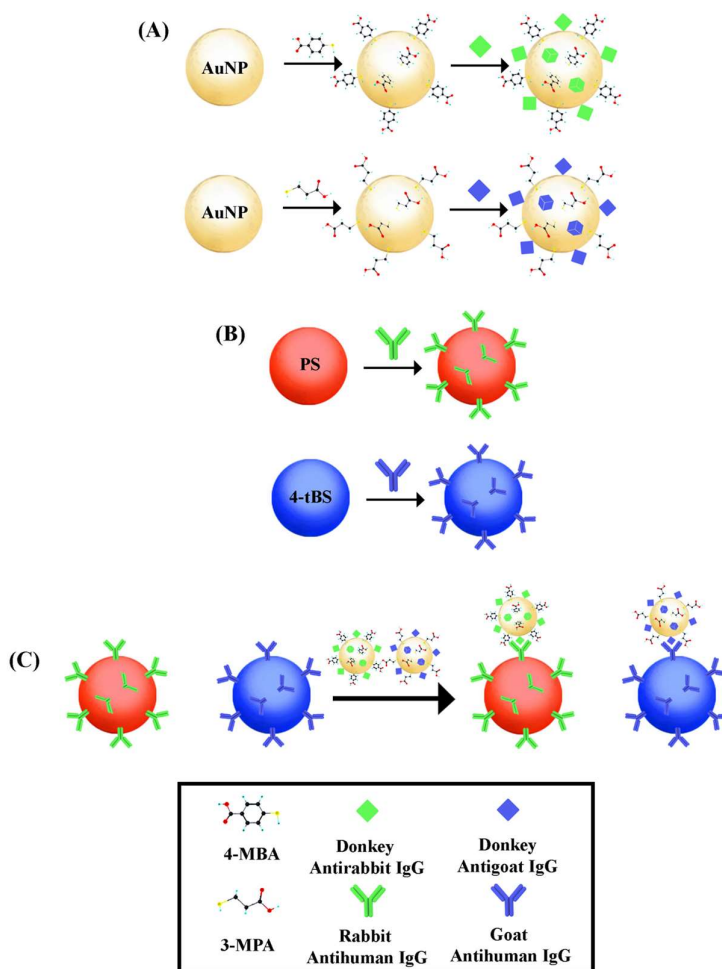 (A)
AuNP
AuNP
(B)
PS
4-tBS
(C)
4-MBA
Donkey
Antirabbit IgG
Donkey
Antigoat IgG
3-MPA
Rabbit
Antihuman IgG
Goat
Antihuman IgG